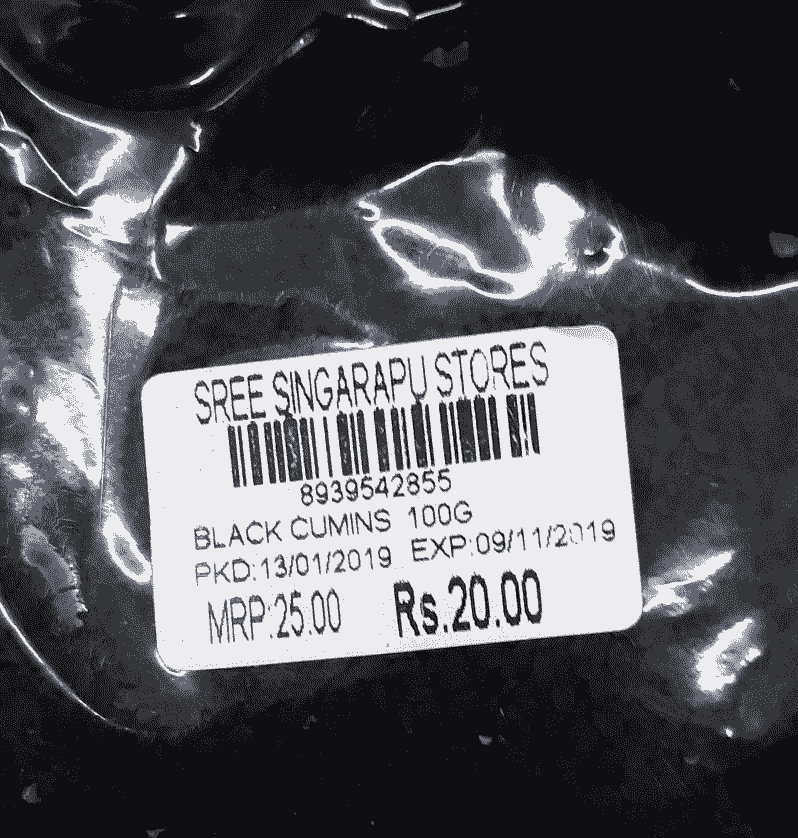 SREE SINGARAPU STORES
8939542855
BLACK CUMINS 100G
PKD:13/01/2019 EXP:09/11/2019
MRP:25.00 Rs.20.00